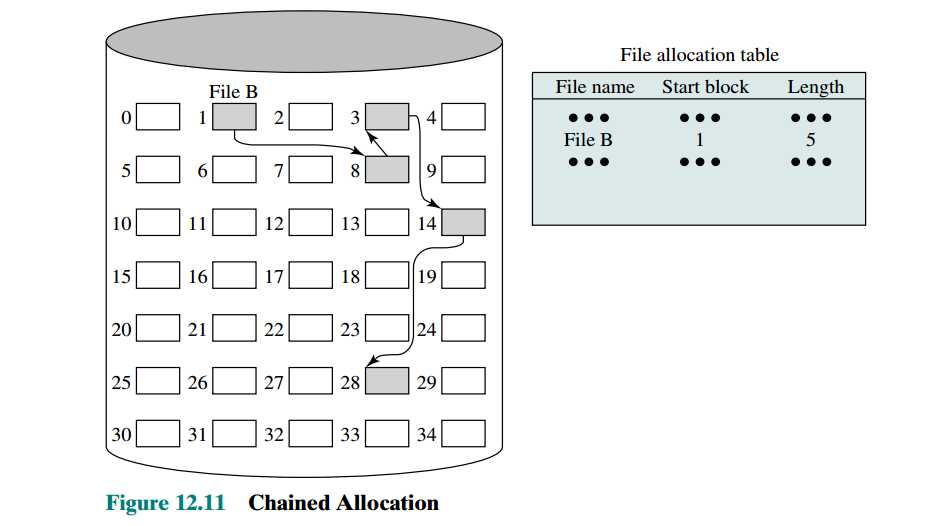 File allocation table
File name Start block Length
••• ••• •••
File B 1 5
••• ••• •••
File B
0 1 2 3 4
5 6 7 8 9
10 11 12 13 14
15 16 17 18 19
20 21 22 23 24
25 26 27 28 29
30 31 32 33 34
Figure 12.11 Chained Allocation